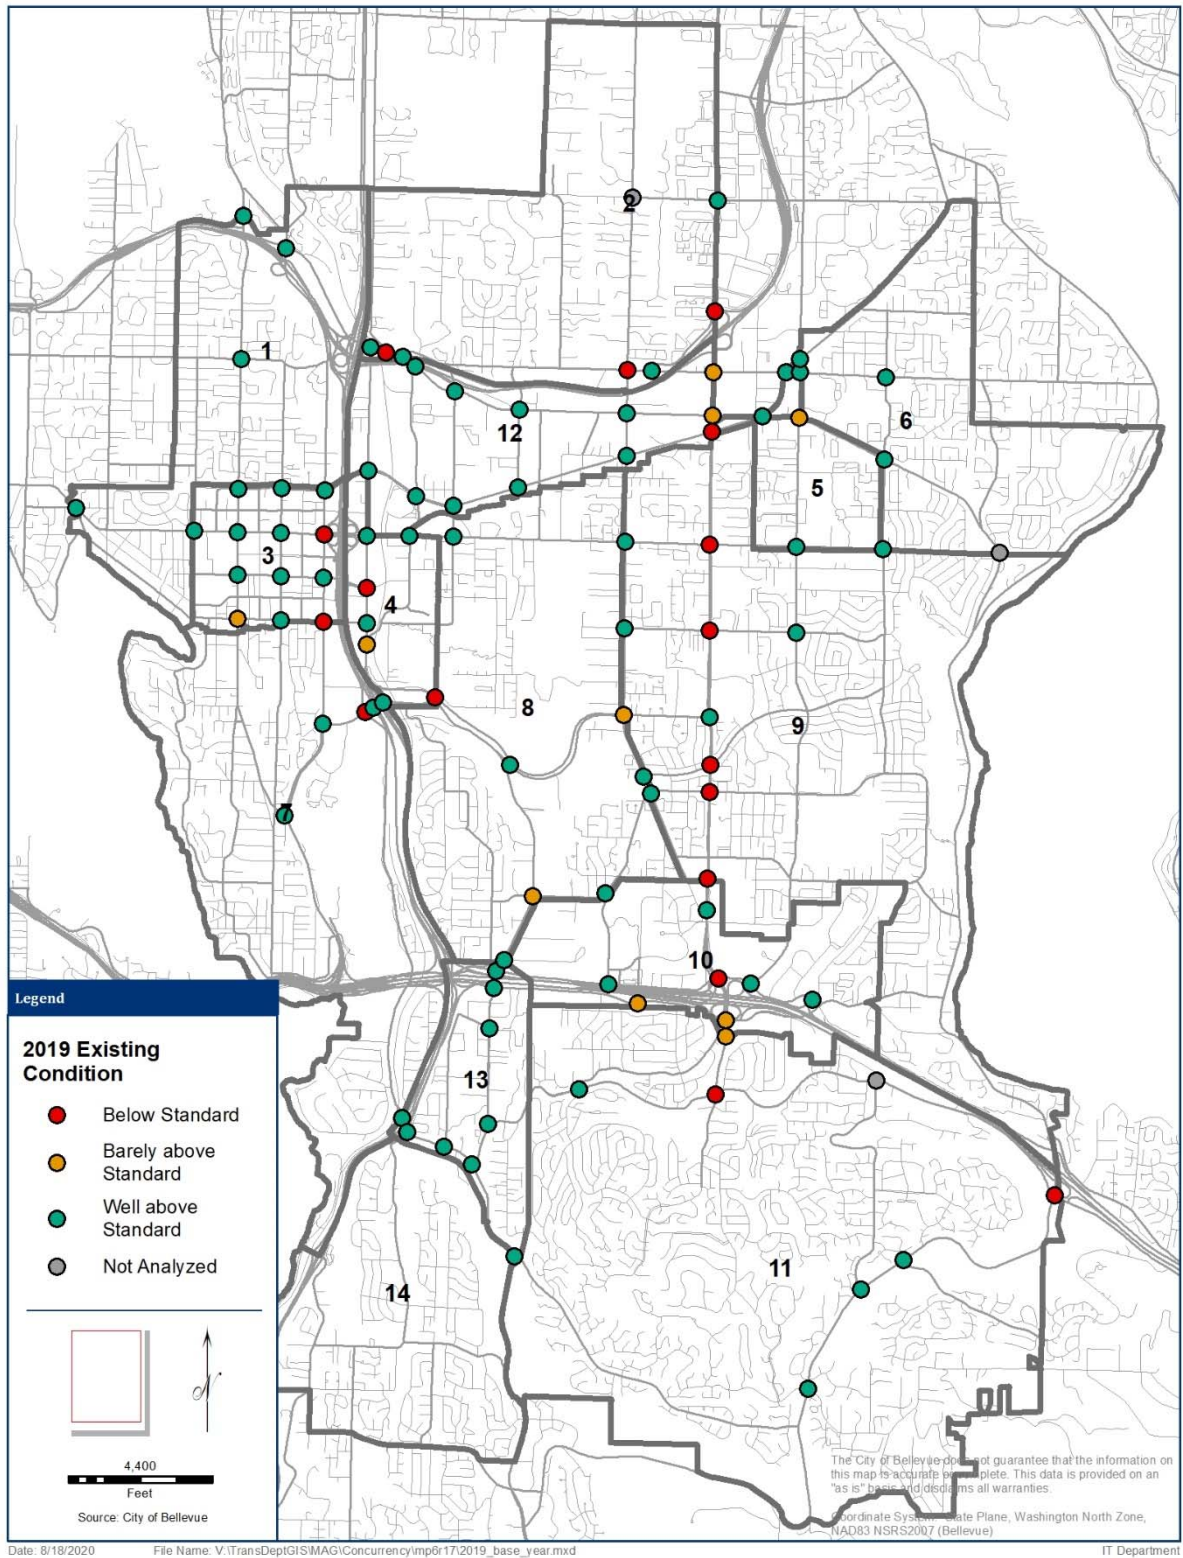 2
1
12
6
5
3
4
8
9
7
10
13
11
14
Legend
2019 Existing
Condition
Below Standard
Barely above
Standard
Well above
Standard
Not Analyzed
N
4,400
Feet
Source: City of Bellevue
The City of Bellevue does not guarantee that the information on
this map is accurate or complete. This data is provided on an
"as is" basis and disclaims all warranties.
Coordinate System: State Plane, Washington North Zone,
NAD83 NSRS2007 (Bellevue)
Date: 8/18/2020 File Name: V:\TransDeptGIS\MAG\Concurrency\mp6r17\2019_base_year.mxd IT Department